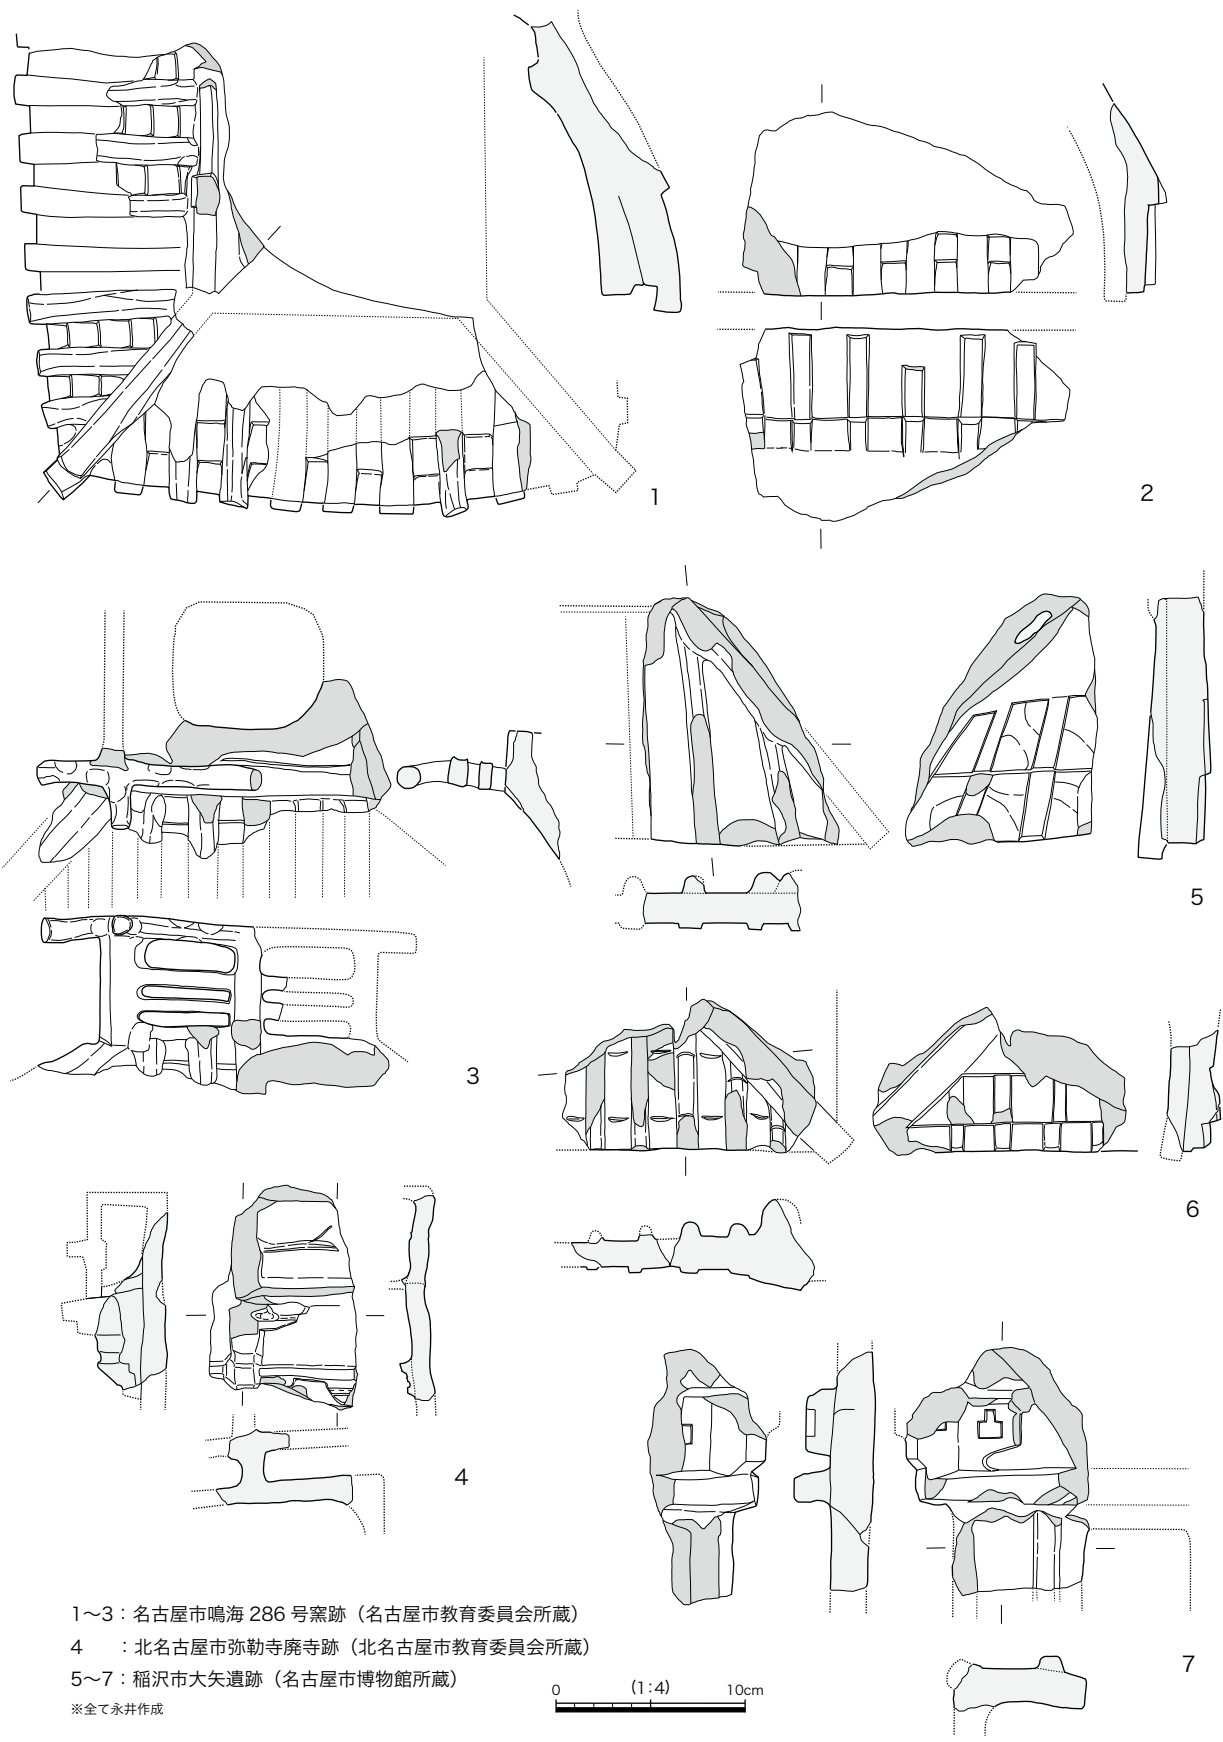 1
2
3
5
6
4
7
1～3：名古屋市鳴海 286 号窯跡（名古屋市教育委員会所蔵）
4　　：北名古屋市弥勒寺廃寺跡（北名古屋市教育委員会所蔵）
5～7：稲沢市大矢遺跡（名古屋市博物館所蔵）
※全て永井作成
0 (1:4) 10cm